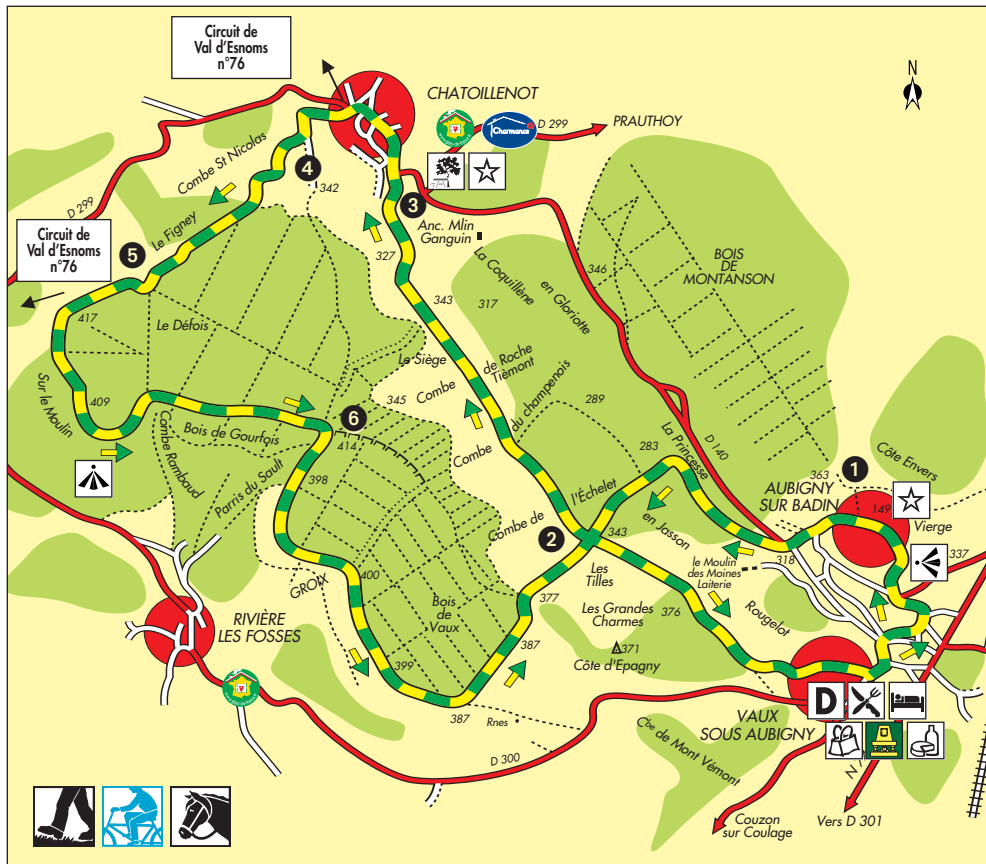 Circuit de
Val d'Esnoms
n°76
N
CHATOILLENOT
Charmance
D 299
PRAUTHOY
Combe St Nicolas
4
342
3
D 299
Le Figney
Anc. Mlin
Ganguin
327
Circuit de
Val d'Esnoms
n°76
5
La Coquillène
en Gloriotte
346
BOIS
DE
MONTANSON
417
343
317
Le Défois
Le Siège
de Roche
Tièmont
Combe
du champenois
345
289
409
Sur le Moulin
6
Bois de Gourfois
414
Combe
283
La Princesse
D 140
Combe Rambaud
Parris du Sault
398
363
1
Côte Envers
AUBIGNY
SUR BADIN
149
Vierge
l'Échelet
Combe de
2
343
en Jasson
318
337
le Moulin
des Moines
Laiterie
Les
Tilles
GROIX
400
377
376
Rougelot
Bois
de
Vaux
Les Grandes
Charmes
RIVIÈRE
LES FOSSES
387
371
Côte d'Epagny
399
387
Rnes
D
VAUX
SOUS AUBIGNY
Cbe de Mont Vémont
D 300
N
Couzon
sur Coulage
Vers D 301